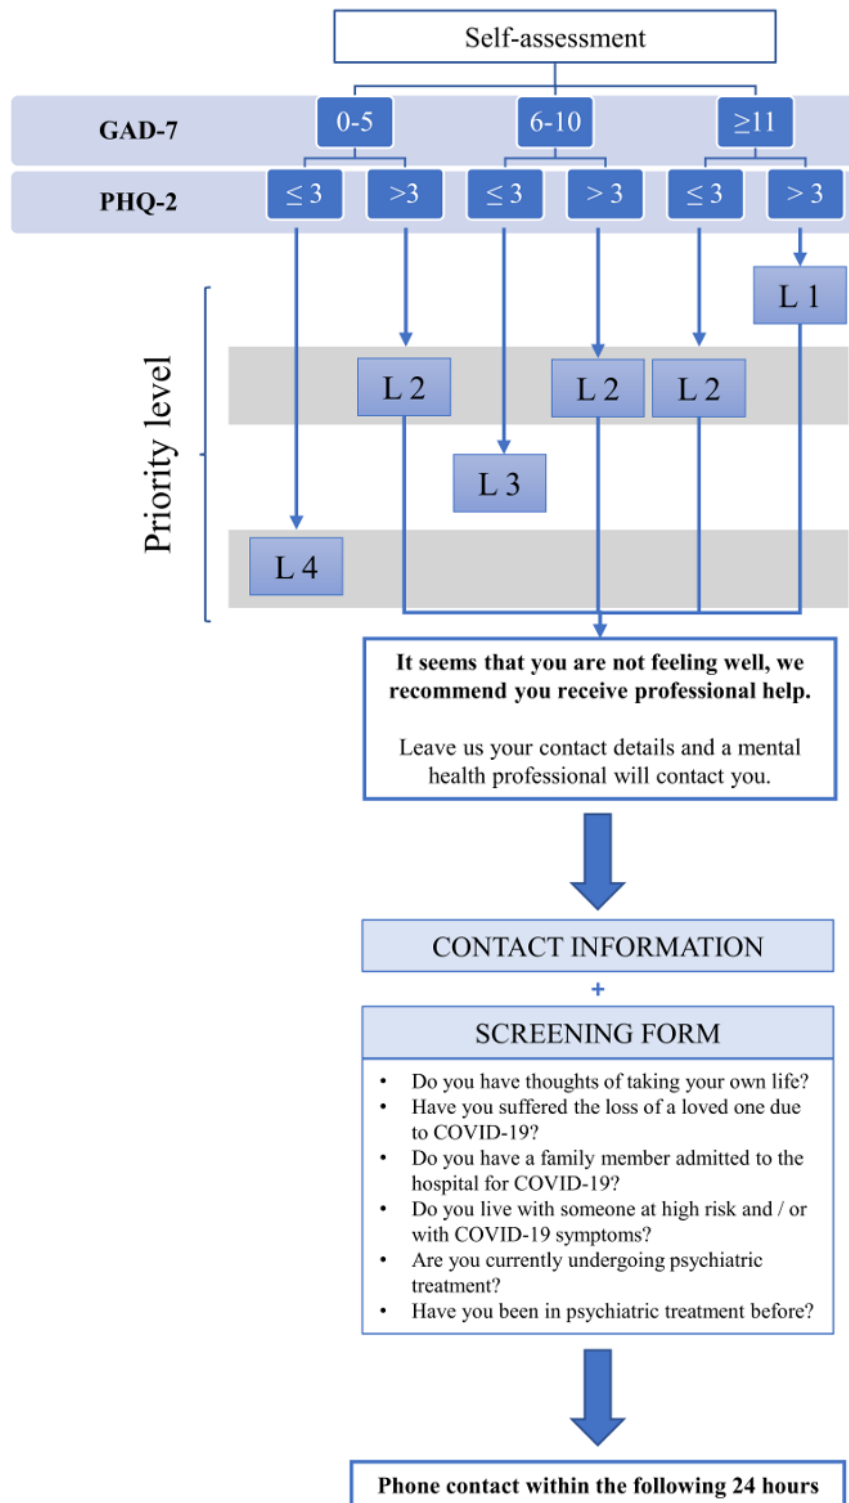 Self-assessment
GAD-7 0-5 6-10 ≥11
PHQ-2 ≤ 3 >3 ≤ 3 > 3 ≤ 3 > 3
Priority level
L 1
L 2 L 2 L 2
L 3
L 4
It seems that you are not feeling well, we
recommend you receive professional help.
Leave us your contact details and a mental
health professional will contact you.
CONTACT INFORMATION
+
SCREENING FORM
• Do you have thoughts of taking your own life?
• Have you suffered the loss of a loved one due
to COVID-19?
• Do you have a family member admitted to the
hospital for COVID-19?
• Do you live with someone at high risk and / or
with COVID-19 symptoms?
• Are you currently undergoing psychiatric
treatment?
• Have you been in psychiatric treatment before?
Phone contact within the following 24 hours